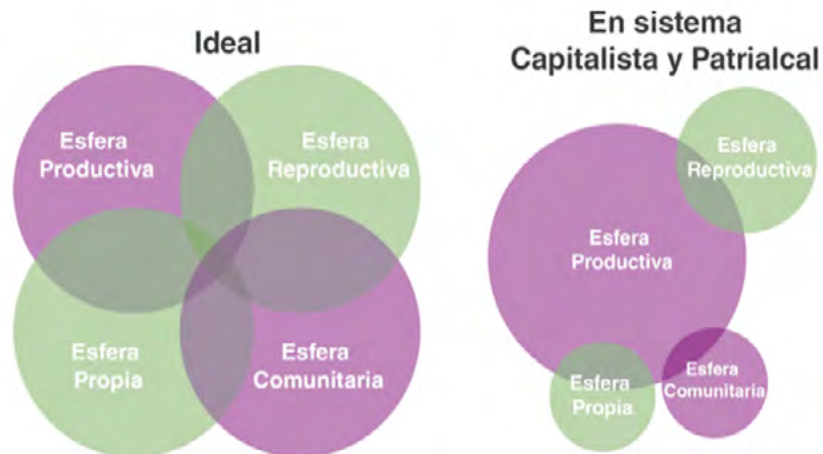 Ideal
Esfera
Productiva
Esfera
Reproductiva
Esfera
Propia
Esfera
Comunitaria
En sistema
Capitalista y Patrialcal
Esfera
Reproductiva
Esfera
Productiva
Esfera
Propia
Esfera
Comunitaria